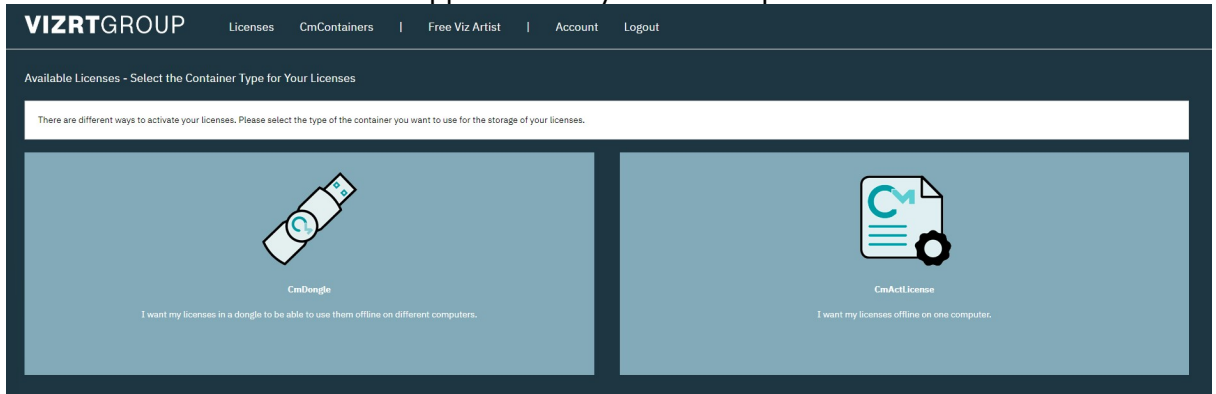 VIZRTGROUP Licenses CmContainers | Free Viz Artist | Account Logout
Available Licenses - Select the Container Type for Your Licenses
There are different ways to activate your licenses. Please select the type of the container you want to use for the storage of your licenses.
CmDongle
I want my licenses in a dongle to be able to use them offline on different computers.
CM
CmActLicense
I want my licenses offline on one computer.